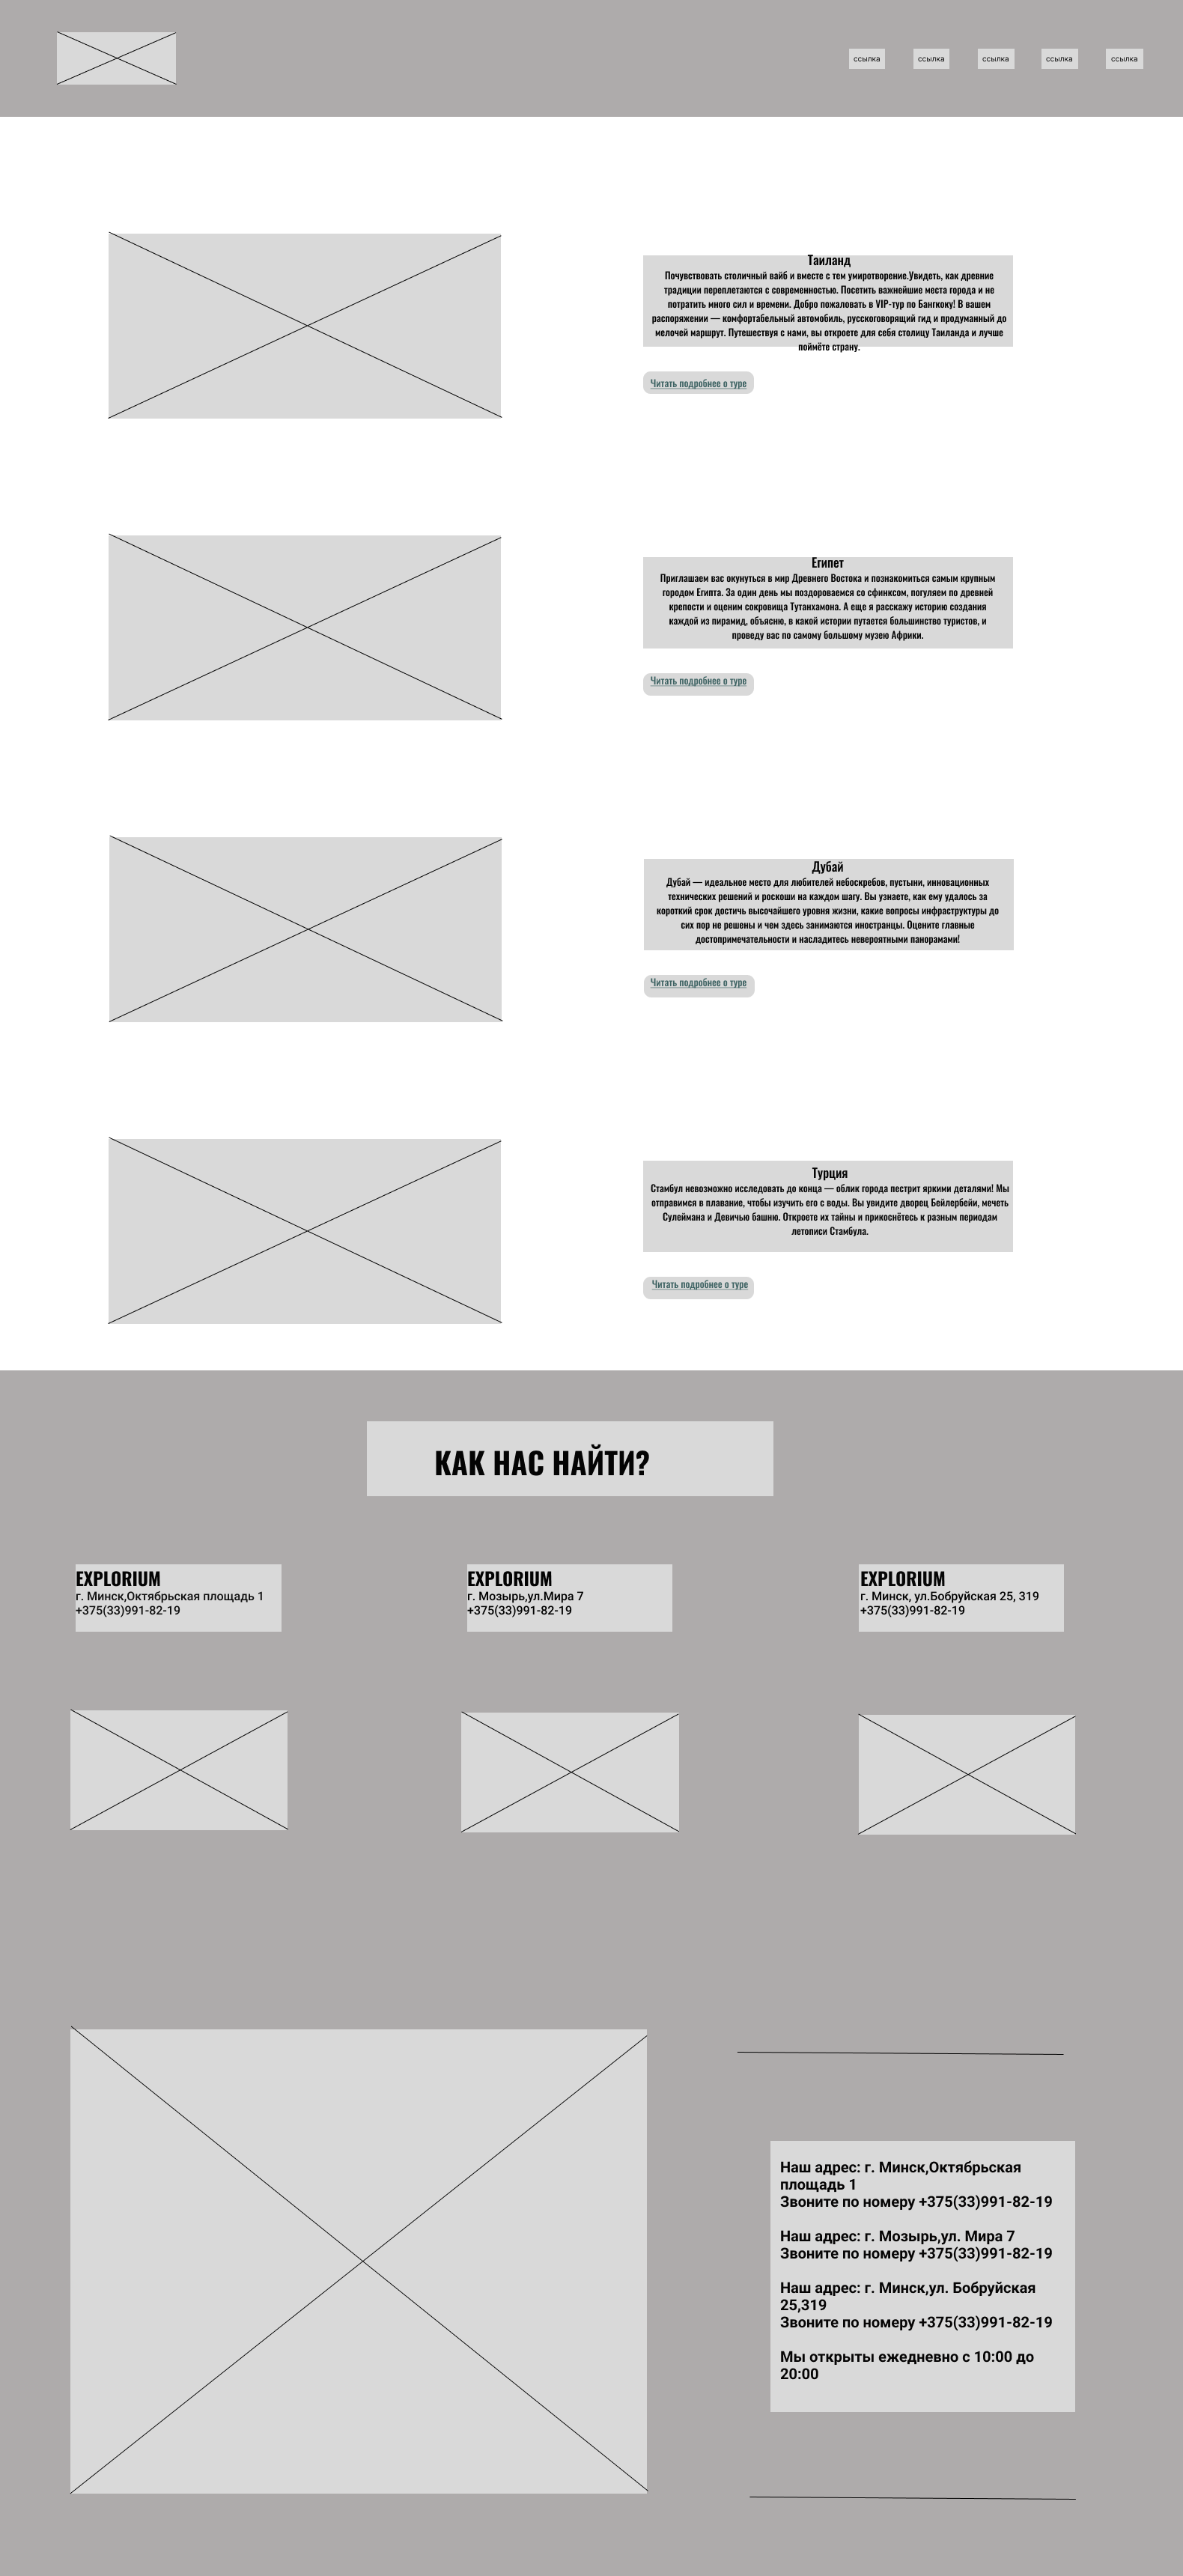 ссылка ссылка ссылка ссылка ссылка
Таиланд
Почувствовать столичный вайб и вместе с тем умиротворение.Увидеть, как древние
традиции переплетаются с современностью. Посетить важнейшие места города и не
потратить много сил и времени. Добро пожаловать в VIP-тур по Бангкоку! В вашем
распоряжении — комфортабельный автомобиль, русскоговорящий гид и продуманный до
мелочей маршрут. Путешествуя с нами, вы откроете для себя столицу Таиланда и лучше
поймёте страну.
Читать подробнее о туре
Египет
Приглашаем вас окунуться в мир Древнего Востока и познакомиться самым крупным
городом Египта. За один день мы поздороваемся со сфинксом, погуляем по древней
крепости и оценим сокровища Тутанхамона. А еще я расскажу историю создания
каждой из пирамид, объясню, в какой истории путается большинство туристов, и
проведу вас по самому большому музею Африки.
Читать подробнее о туре
Дубай
Дубай — идеальное место для любителей небоскребов, пустыни, инновационных
технических решений и роскоши на каждом шагу. Вы узнаете, как ему удалось за
короткий срок достичь высочайшего уровня жизни, какие вопросы инфраструктуры до
сих пор не решены и чем здесь занимаются иностранцы. Оцените главные
достопримечательности и насладитесь невероятными панорамами!
Читать подробнее о туре
Турция
Стамбул невозможно исследовать до конца — облик города пестрит яркими деталями! Мы
отправимся в плавание, чтобы изучить его с воды. Вы увидите дворец Бейлербейи, мечеть
Сулеймана и Девичью башню. Откроете их тайны и прикоснётесь к разным периодам
летописи Стамбула.
Читать подробнее о туре
КАК НАС НАЙТИ?
EXPLORIUM
г. Минск,Октябрьская площадь 1
+375(33)991-82-19
EXPLORIUM
г. Мозырь,ул.Мира 7
+375(33)991-82-19
EXPLORIUM
г. Минск, ул.Бобруйская 25, 319
+375(33)991-82-19
Наш адрес: г. Минск,Октябрьская
площадь 1
Звоните по номеру +375(33)991-82-19
Наш адрес: г. Мозырь,ул. Мира 7
Звоните по номеру +375(33)991-82-19
Наш адрес: г. Минск,ул. Бобруйская
25,319
Звоните по номеру +375(33)991-82-19
Мы открыты ежедневно с 10:00 до
20:00